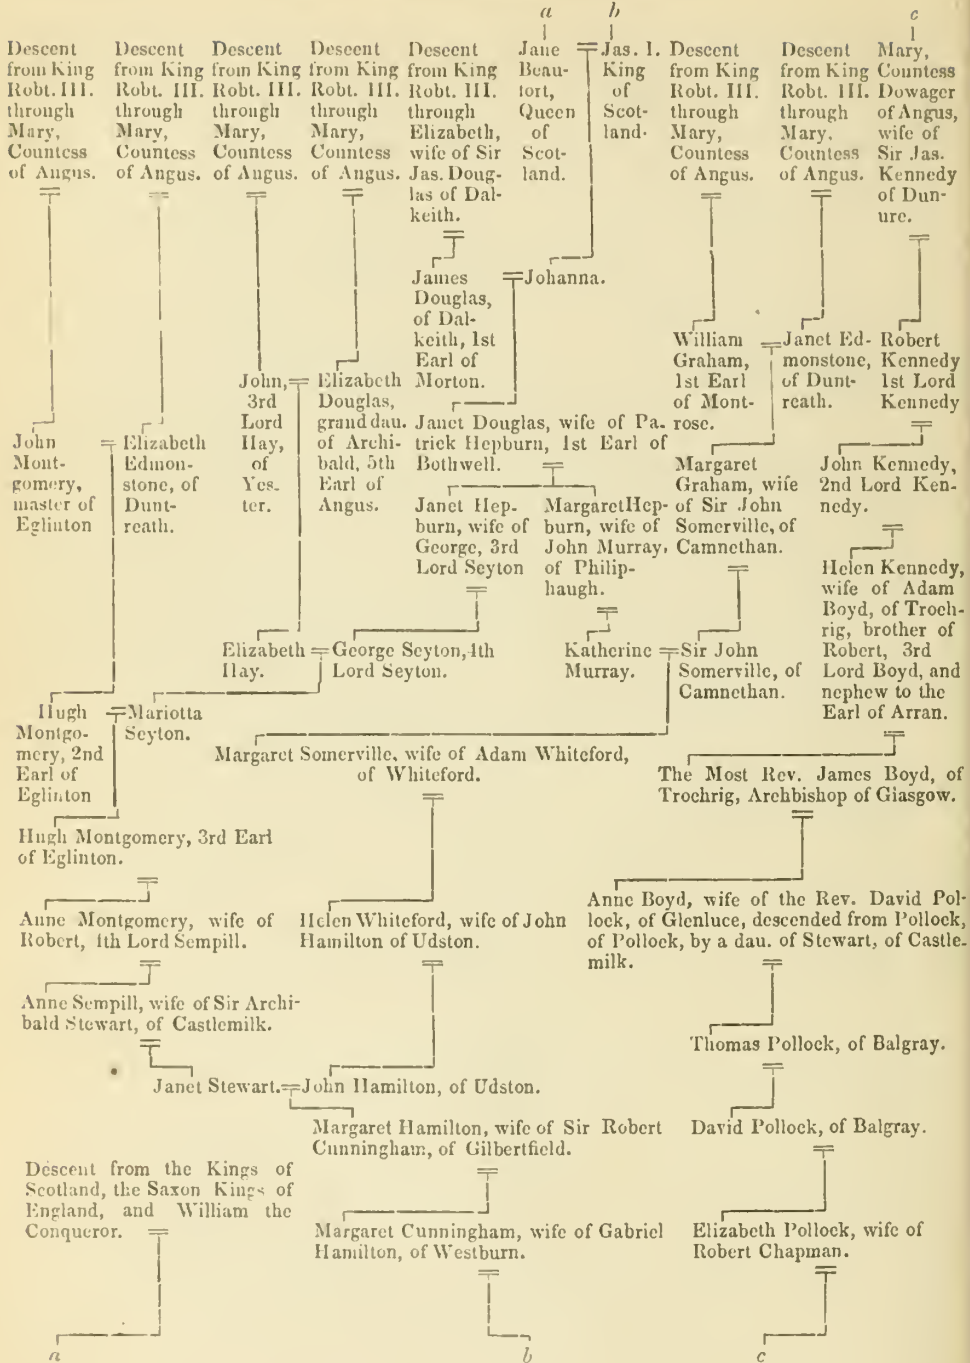 a
b
c
Descent
from King
Robt. III.
through
Mary,
Countess
of Angus.
Descent
from King
Robt. III.
through
Mary,
Countess
of Angus.
Descent
from King
Robt. III.
through
Mary,
Countess
of Angus.
Descent
from King
Robt. III.
through
Mary,
Countess
of Angus.
Descent
from King
Robt. III.
through
Elizabeth,
wife of Sir
Jas. Doug-
las of Dal-
keith.
Jane
Beau-
fort,
Queen
of
Scot-
land.
Jas. I.
King
of
Scot-
land.
Descent
from King
Robt. III.
through
Mary,
Countess
of Angus.
Descent
from King
Robt. III.
through
Mary.
Countess
of Angus.
Mary,
Countess
Dowager
of Angus,
wife of
Sir Jas.
Kennedy
of Dun-
ure.
James
Douglas,
of Dal-
keith, 1st
Earl of
Morton.
Johanna.
William
Graham,
1st Earl
of Mont-
rose.
Janet Ed-
monstone,
of Dunt-
reath.
Robert
Kennedy
1st Lord
Kennedy
John,
3rd
Lord
Hay,
of
Yes-
ter.
Elizabeth
Douglas,
grand dau.
of Archi-
bald, 5th
Earl of
Angus.
Janet Douglas, wife of Pa-
trick Hepburn, 1st Earl of
Bothwell.
John
Mont-
gomery,
master of
Eglinton
Elizabeth
Edmon-
stone, of
Dunt-
reath.
Margaret
Graham, wife
of Sir John
Somerville, of
Camnethan.
John Kennedy,
2nd Lord Ken-
nedy.
Janet Hep-
burn, wife of
George, 3rd
Lord Seyton
Margaret Hep-
burn, wife of
John Murray,
of Philip-
haugh.
Helen Kennedy,
wife of Adam
Boyd, of Troch-
rig, brother of
Robert, 3rd
Lord Boyd, and
nephew to the
Earl of Arran.
Elizabeth
Hay.
George Seyton, 4th
Lord Seyton.
Katherine
Murray.
Sir John
Somerville, of
Camnethan.
Hugh
Montgo-
mery, 2nd
Earl of
Eglinton
Mariotta
Seyton.
Margaret Somerville, wife of Adam Whiteford,
of Whiteford.
The Most Rev. James Boyd, of
Trochrig, Archbishop of Glasgow.
Hugh Montgomery, 3rd Earl
of Eglinton.
Anne Montgomery, wife of
Robert, 4th Lord Sempill.
Helen Whiteford, wife of John
Hamilton of Udston.
Anne Boyd, wife of the Rev. David Pol-
lock, of Glenluce, descended from Pollock,
of Pollock, by a dau. of Stewart, of Castle-
milk.
Anne Sempill, wife of Sir Archi-
bald Stewart, of Castlemilk.
Thomas Pollock, of Balgray.
Janet Stewart.
John Hamilton, of Udston.
Margaret Hamilton, wife of Sir Robert
Cunningham, of Gilbertfield.
David Pollock, of Balgray.
Descent from the Kings of
Scotland, the Saxon Kings of
England, and William the
Conqueror.
Margaret Cunningham, wife of Gabriel
Hamilton, of Westburn.
Elizabeth Pollock, wife of
Robert Chapman.
a
b
c